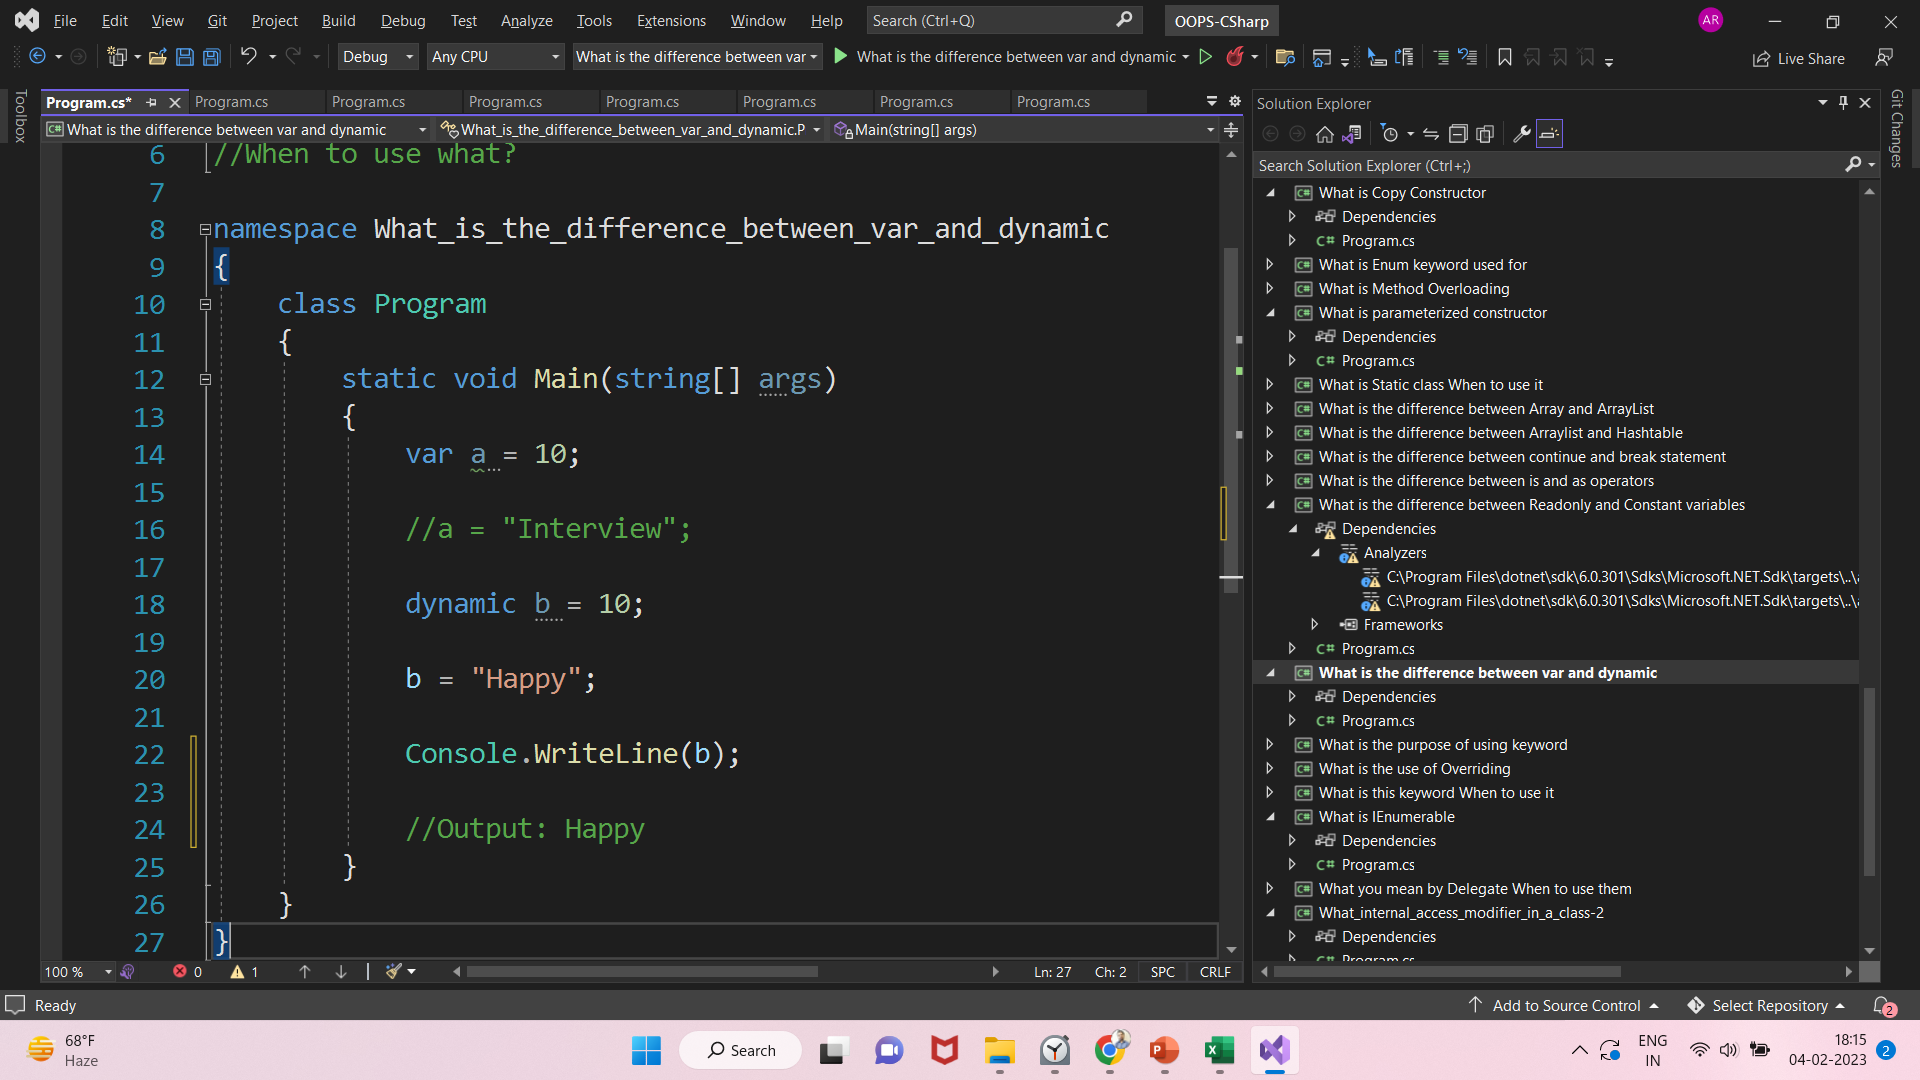 File Edit View Git Project Build Debug Test Analyze Tools Extensions Window Help Search (Ctrl+Q) OOPS-CSharp AR
Debug Any CPU What is the difference between var What is the difference between var and dynamic Live Share
Toolbox
Program.cs* Program.cs Program.cs Program.cs Program.cs Program.cs Program.cs Program.cs
What is the difference between var and dynamic What_is_the_difference_between_var_and_dynamic.P Main(string[] args)
6 //When to use what?
7
8 namespace What_is_the_difference_between_var_and_dynamic
9 {
10 class Program
11 {
12 static void Main(string[] args)
13 {
14 var a = 10;
15
16 //a = "Interview";
17
18 dynamic b = 10;
19
20 b = "Happy";
21
22 Console.WriteLine(b);
23
24 //Output: Happy
25 }
26 }
27 }
100 % 0 1 Ln: 27 Ch: 2 SPC CRLF
Solution Explorer
Search Solution Explorer (Ctrl+;)
C# What is Copy Constructor
Dependencies
C# Program.cs
C# What is Enum keyword used for
C# What is Method Overloading
C# What is parameterized constructor
Dependencies
C# Program.cs
C# What is Static class When to use it
C# What is the difference between Array and ArrayList
C# What is the difference between Arraylist and Hashtable
C# What is the difference between continue and break statement
C# What is the difference between is and as operators
C# What is the difference between Readonly and Constant variables
Dependencies
Analyzers
C:\Program Files\dotnet\sdk\6.0.301\Sdks\Microsoft.NET.Sdk\targets\..\a
C:\Program Files\dotnet\sdk\6.0.301\Sdks\Microsoft.NET.Sdk\targets\..\a
Frameworks
C# Program.cs
C# What is the difference between var and dynamic
Dependencies
C# Program.cs
C# What is the purpose of using keyword
C# What is the use of Overriding
C# What is this keyword When to use it
C# What is IEnumerable
Dependencies
C# Program.cs
C# What you mean by Delegate When to use them
C# What_internal_access_modifier_in_a_class-2
Dependencies
C# Program.cs
Git Changes
Ready Add to Source Control Select Repository 2
68°F
Haze
Search
ENG
IN
18:15
04-02-2023
2